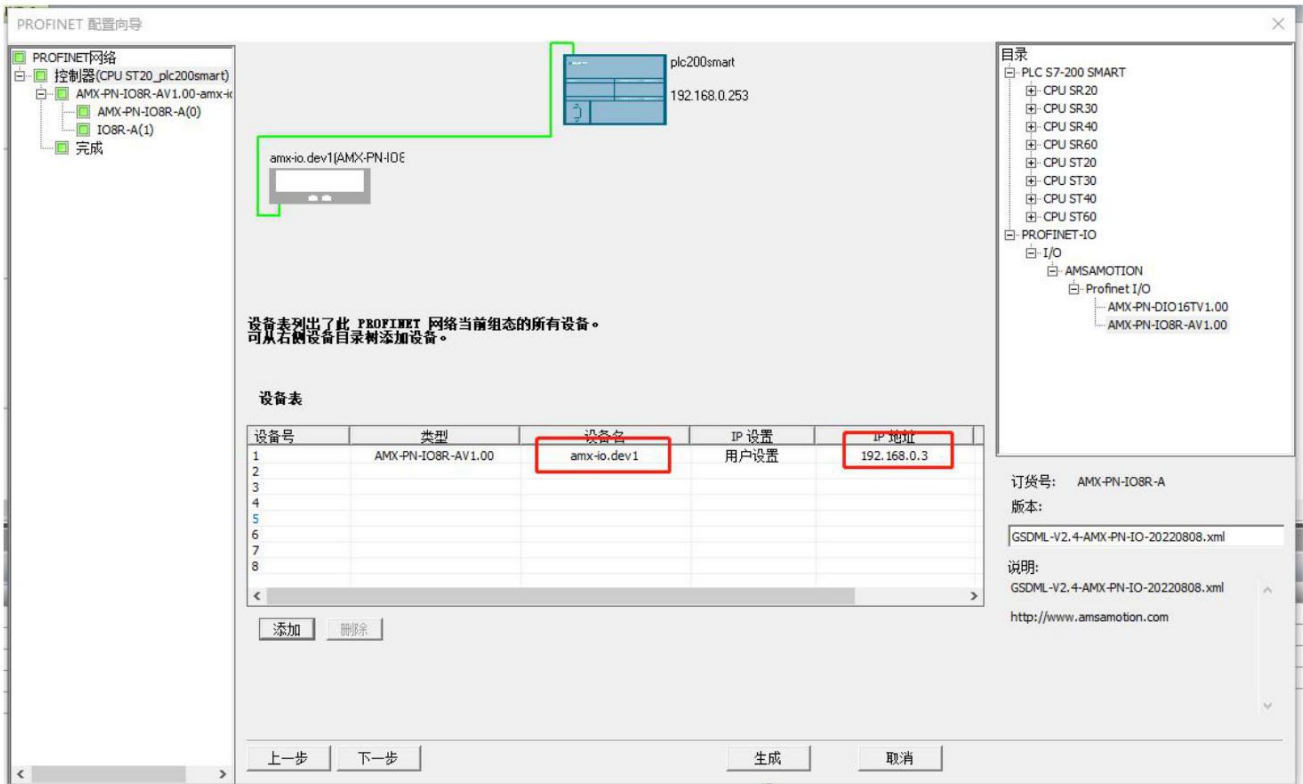 PROFINET 配置向导
PROFINET网络
控制器(CPU ST20_plc200smart)
AMX-PN-IO8R-AV1.00-amx-ic
AMX-PN-IO8R-A(0)
IO8R-A(1)
完成
plc200smart
192.168.0.253
amx-io.dev1(AMX-PN-IO8
设备表列出了此 PROFINET 网络当前组态的所有设备。
可从右侧设备目录树添加设备。
设备表
设备号 类型 设备名 IP 设置 IP 地址
1 AMX-PN-IO8R-AV1.00 amx-io.dev1 用户设置 192.168.0.3
2
3
4
5
6
7
8
添加 删除
上一步 下一步 生成 取消
目录
PLC S7-200 SMART
CPU SR20
CPU SR30
CPU SR40
CPU SR60
CPU ST20
CPU ST30
CPU ST40
CPU ST60
PROFINET-IO
I/O
AMSAMOTION
Profinet I/O
AMX-PN-DIO16TV1.00
AMX-PN-IO8R-AV1.00
订货号: AMX-PN-IO8R-A
版本:
GSDML-V2.4-AMX-PN-IO-20220808.xml
说明:
GSDML-V2.4-AMX-PN-IO-20220808.xml
http://www.amsamotion.com